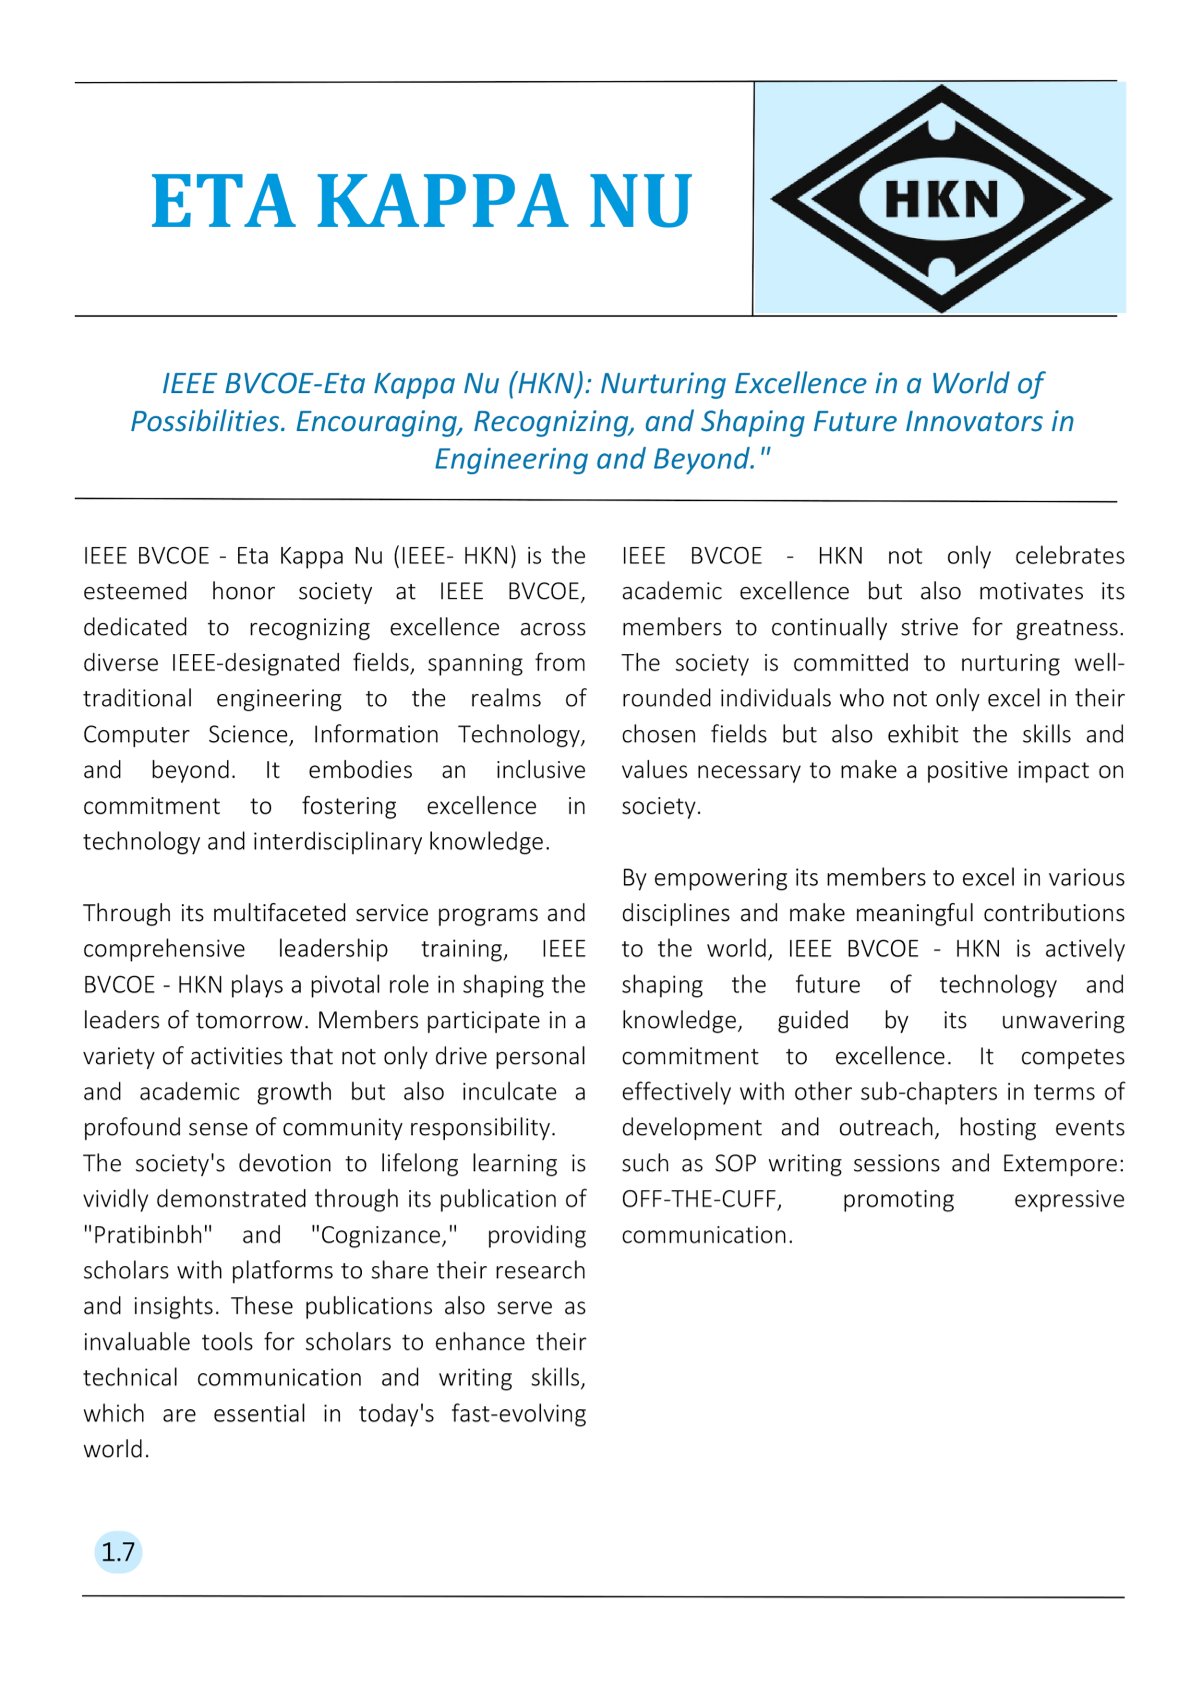 ETA KAPPA NU
HKN
IEEE BVCOE-Eta Kappa Nu (HKN): Nurturing Excellence in a World of
Possibilities. Encouraging, Recognizing, and Shaping Future Innovators in
Engineering and Beyond."
IEEE BVCOE - Eta Kappa Nu (IEEE- HKN) is the
esteemed honor society at IEEE BVCOE,
dedicated to recognizing excellence across
diverse IEEE-designated fields, spanning from
traditional engineering to the realms of
Computer Science, Information Technology,
and beyond. It embodies an inclusive
commitment to fostering excellence in
technology and interdisciplinary knowledge.
Through its multifaceted service programs and
comprehensive leadership training, IEEE
BVCOE - HKN plays a pivotal role in shaping the
leaders of tomorrow. Members participate in a
variety of activities that not only drive personal
and academic growth but also inculcate a
profound sense of community responsibility.
The society's devotion to lifelong learning is
vividly demonstrated through its publication of
"Pratibinbh" and "Cognizance," providing
scholars with platforms to share their research
and insights. These publications also serve as
invaluable tools for scholars to enhance their
technical communication and writing skills,
which are essential in today's fast-evolving
world.
IEEE BVCOE - HKN not only celebrates
academic excellence but also motivates its
members to continually strive for greatness.
The society is committed to nurturing well-
rounded individuals who not only excel in their
chosen fields but also exhibit the skills and
values necessary to make a positive impact on
society.
By empowering its members to excel in various
disciplines and make meaningful contributions
to the world, IEEE BVCOE - HKN is actively
shaping the future of technology and
knowledge, guided by its unwavering
commitment to excellence. It competes
effectively with other sub-chapters in terms of
development and outreach, hosting events
such as SOP writing sessions and Extempore:
OFF-THE-CUFF, promoting expressive
communication.
1.7